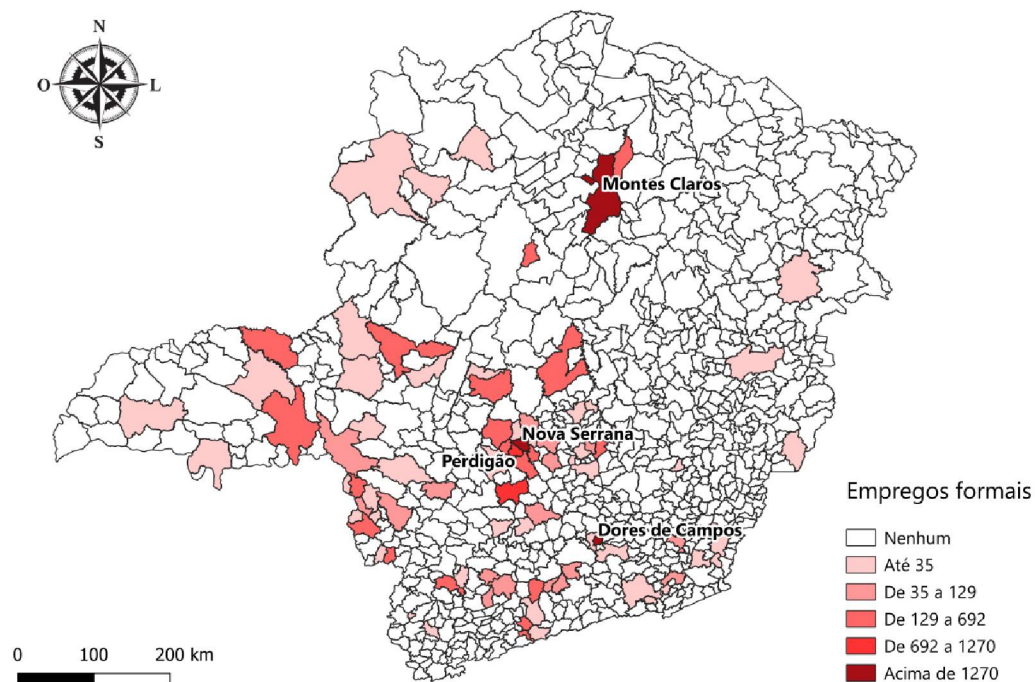 N
O
L
S
Montes Claros
Nova Serrana
Perdigão
Dores de Campos
Empregos formais
Nenhum
Até 35
De 35 a 129
De 129 a 692
De 692 a 1270
Acima de 1270
0 100 200 km